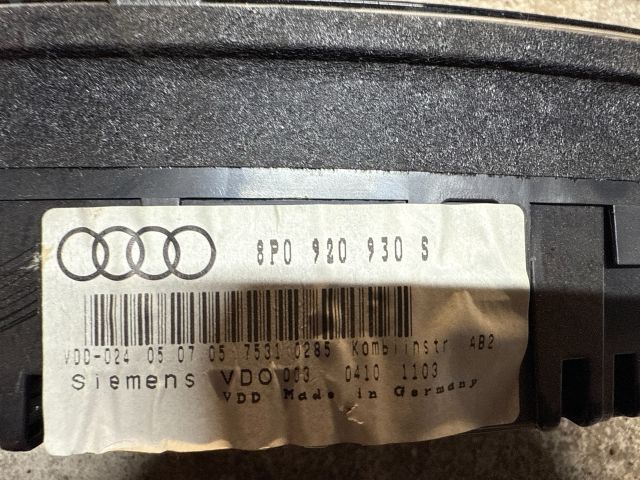 8P0 920 930 S
VDO-024 05 07 05 7531 0285 Kombiinstr AB2
Siemens VDO 003 0410 1103
VDD Made in Germany